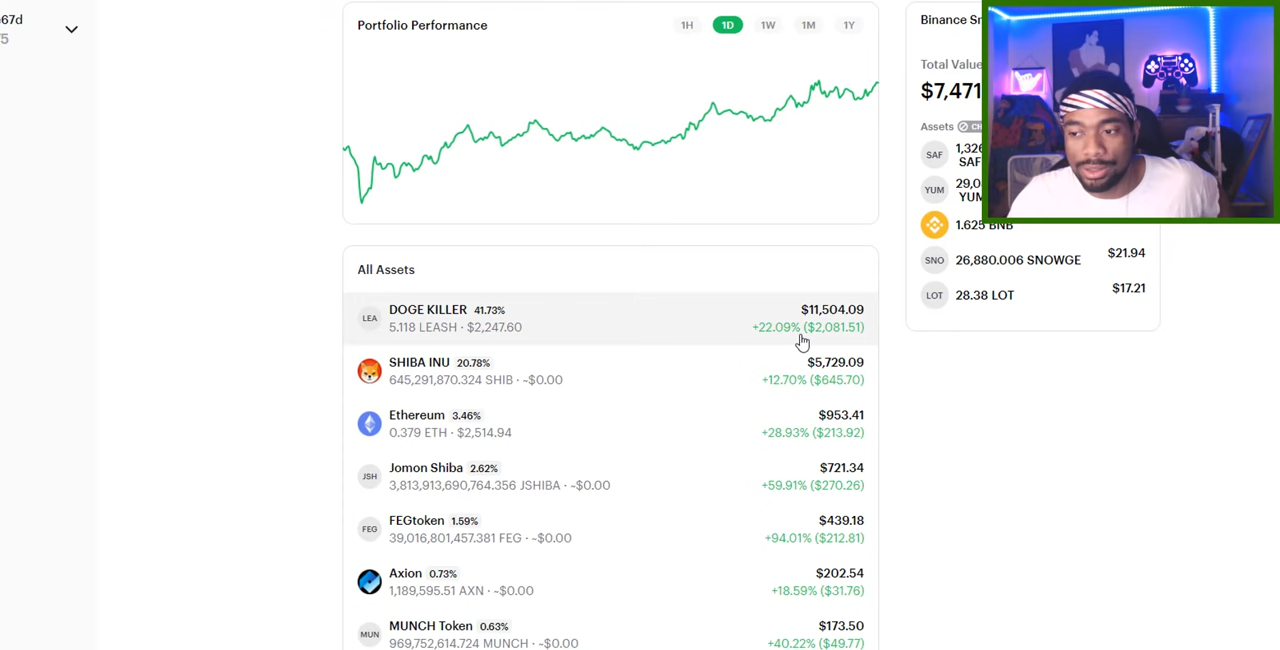 e67d
75
Portfolio Performance
1H 1D 1W 1M 1Y
All Assets
LEA
DOGE KILLER 41.73%
$11,504.09
5.118 LEASH · $2,247.60
+22.09% ($2,081.51)
SHIBA INU 20.78%
$5,729.09
645,291,870.324 SHIB · ~$0.00
+12.70% ($645.70)
Ethereum 3.46%
$953.41
0.379 ETH · $2,514.94
+28.93% ($213.92)
JSH
Jomon Shiba 2.62%
$721.34
3,813,913,690,764.356 JSHIBA · ~$0.00
+59.91% ($270.26)
FEG
FEGtoken 1.59%
$439.18
39,016,801,457.381 FEG · ~$0.00
+94.01% ($212.81)
Axion 0.73%
$202.54
1,189,595.51 AXN · ~$0.00
+18.59% ($31.76)
MUN
MUNCH Token 0.63%
$173.50
969,752,614.724 MUNCH · ~$0.00
+40.22% ($49.77)
Binance Sr
Total Value
$7,471
Assets CH
SAF
1,326
SAF
YUM
29,0
YUM
1.625 BNB
SNO
26,880.006 SNOWGE
$21.94
LOT
28.38 LOT
$17.21